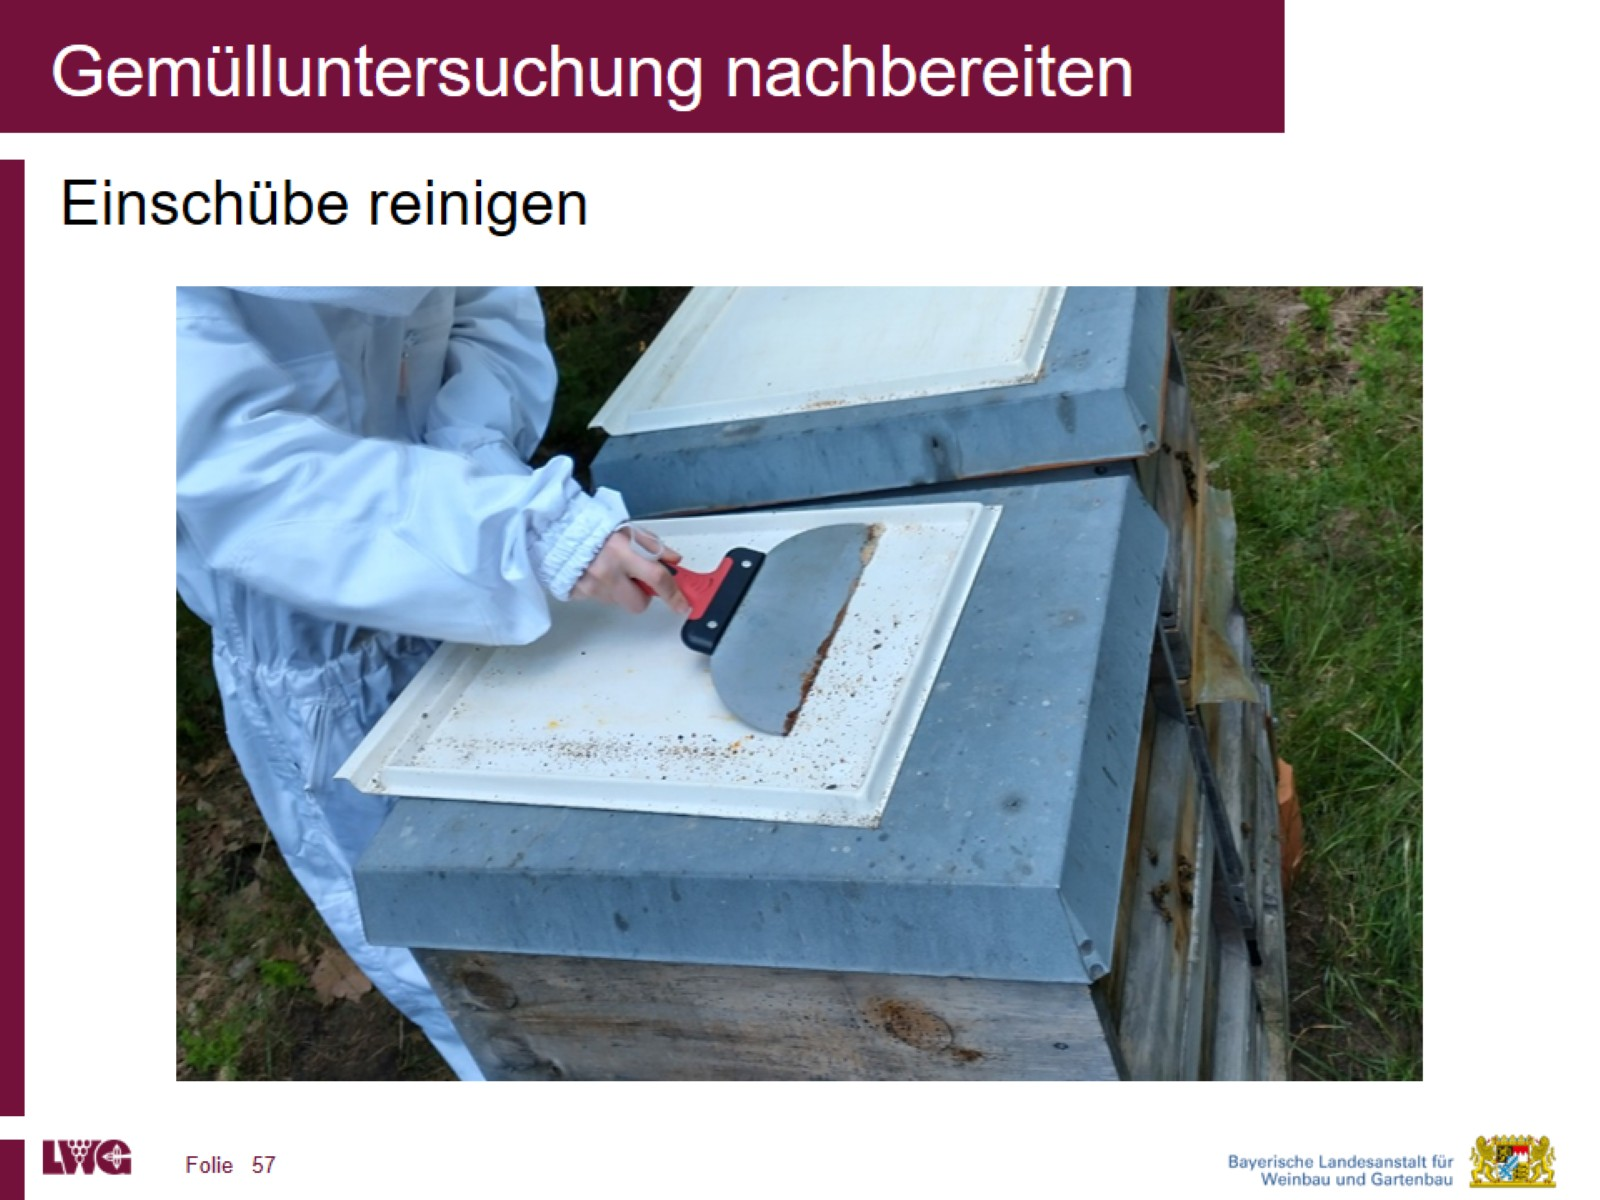 Gemülluntersuchung nachbereiten
Einschübe reinigen
LWG
Folie 57
Bayerische Landesanstalt für
Weinbau und Gartenbau